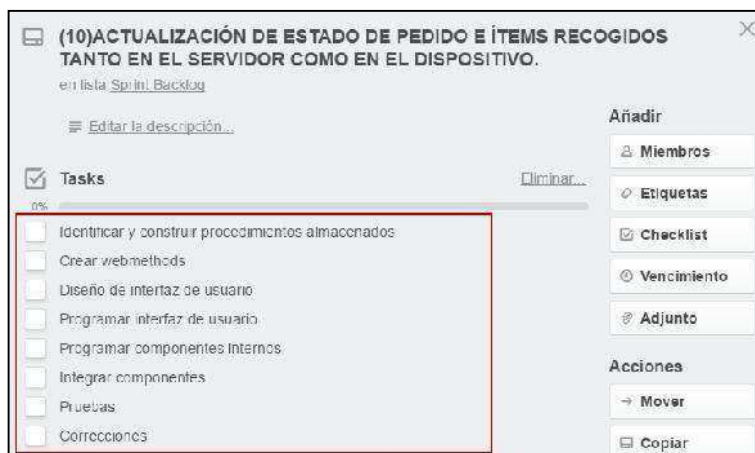 (10)ACTUALIZACIÓN DE ESTADO DE PEDIDO E ÍTEMS RECOGIDOS
TANTO EN EL SERVIDOR COMO EN EL DISPOSITIVO.
en lista Sprint Backlog
Editar la descripción...
Tasks
Eliminar...
0%
Identificar y construir procedimientos almacenados
Crear webmethods
Diseño de interfaz de usuario
Programar interfaz de usuario
Programar componentes internos
Integrar componentes
Pruebas
Correcciones
Añadir
Miembros
Etiquetas
Checklist
Vencimiento
Adjunto
Acciones
Mover
Copiar